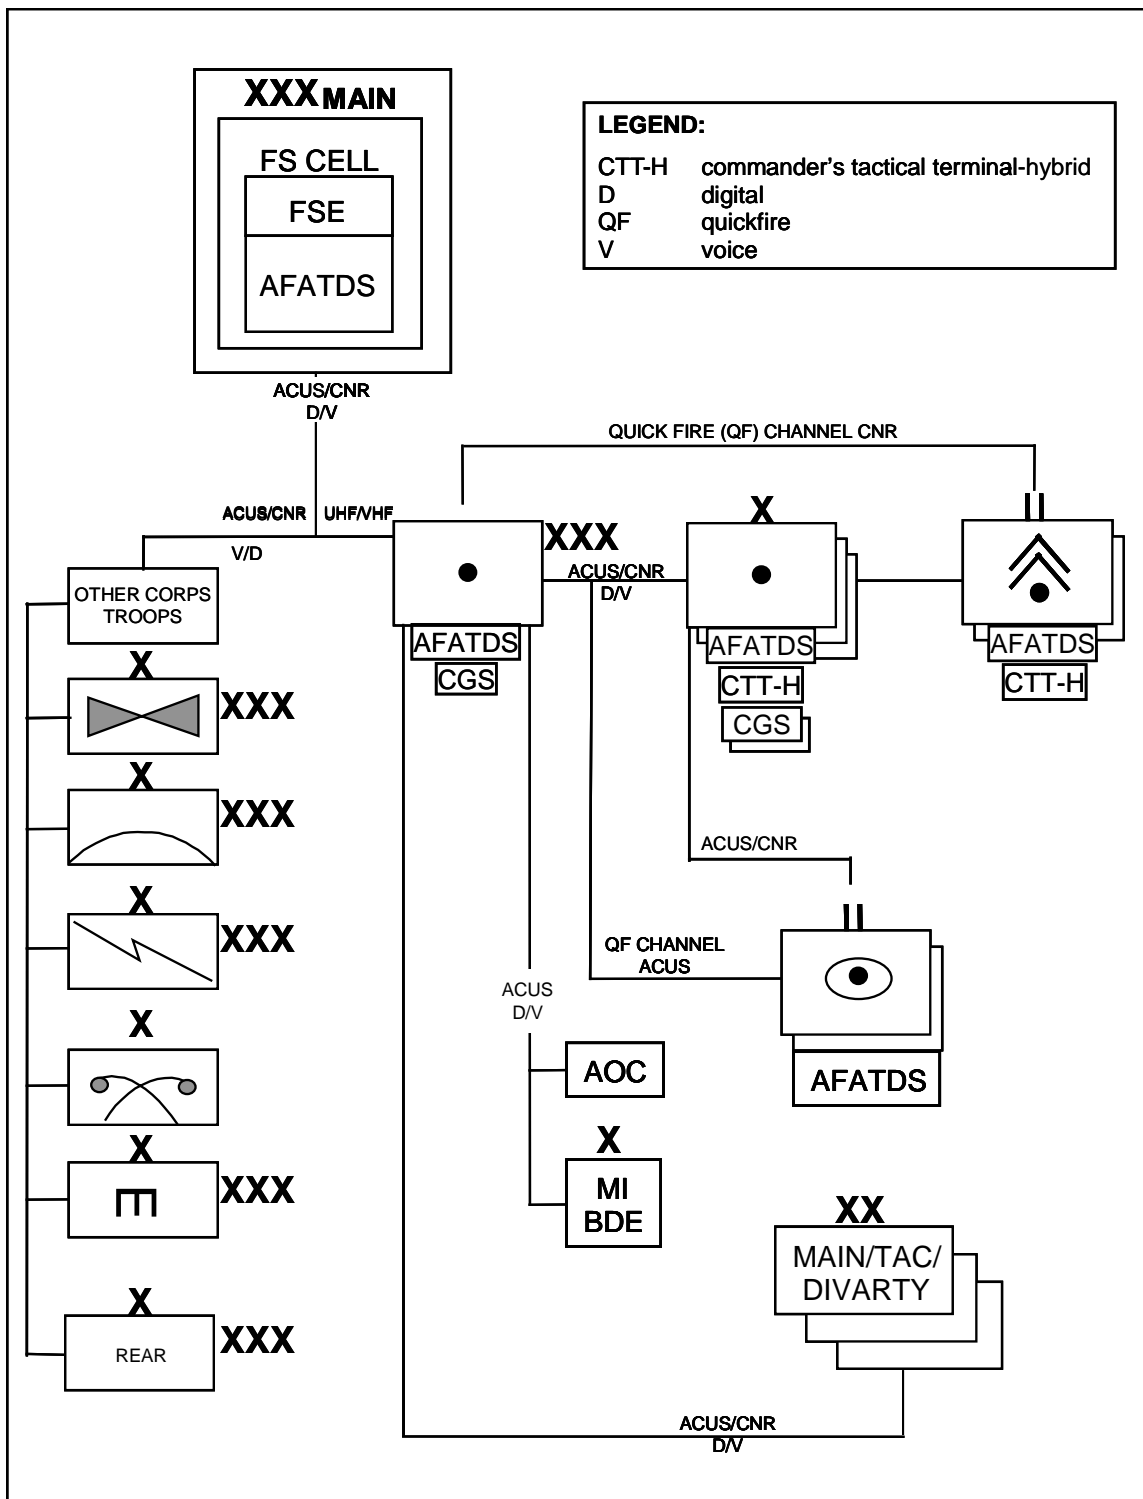 XXX MAIN
FS CELL
FSE
AFATDS
LEGEND:
CTT-H commander's tactical terminal-hybrid
D digital
QF quickfire
V voice
ACUS/CNR
D/V
QUICK FIRE (QF) CHANNEL CNR
ACUS/CNR UHF/VHF
V/D
XXX
ACUS/CNR
D/V
X
II
AFATDS
CGS
AFATDS
CTT-H
CGS
AFATDS
CTT-H
OTHER CORPS
TROOPS
X
XXX
X
XXX
X
XXX
X
X
E
XXX
X
REAR
XXX
ACUS/CNR
II
QF CHANNEL
ACUS
AFATDS
ACUS
D/V
AOC
X
MI
BDE
XX
MAIN/TAC/
DIVARTY
ACUS/CNR
D/V